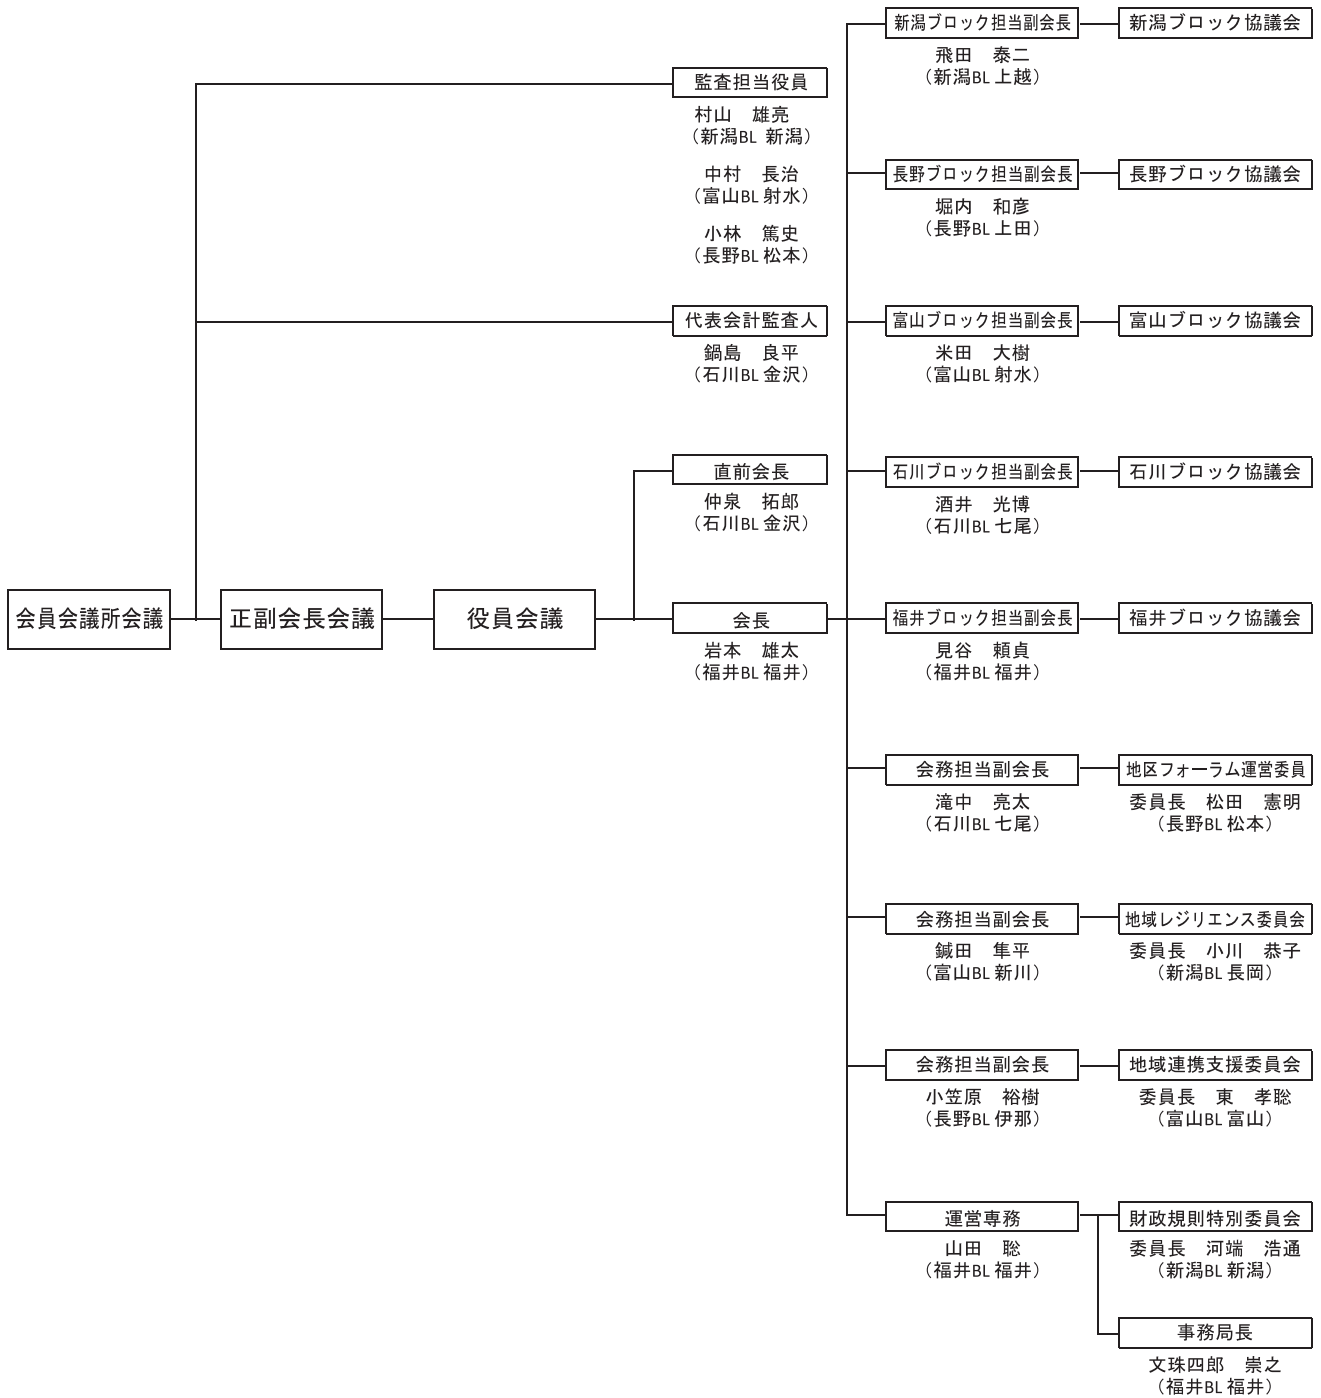 会員会議所会議
正副会長会議
役員会議
監査担当役員
村山　雄亮
（新潟BL 新潟）
中村　長治
（富山BL 射水）
小林　篤史
（長野BL 松本）
代表会計監査人
鍋島　良平
（石川BL 金沢）
直前会長
仲泉　拓郎
（石川BL 金沢）
会長
岩本　雄太
（福井BL 福井）
新潟ブロック担当副会長
飛田　泰二
（新潟BL 上越）
新潟ブロック協議会
長野ブロック担当副会長
堀内　和彦
（長野BL 上田）
長野ブロック協議会
富山ブロック担当副会長
米田　大樹
（富山BL 射水）
富山ブロック協議会
石川ブロック担当副会長
酒井　光博
（石川BL 七尾）
石川ブロック協議会
福井ブロック担当副会長
見谷　頼貞
（福井BL 福井）
福井ブロック協議会
会務担当副会長
滝中　亮太
（石川BL 七尾）
地区フォーラム運営委員
委員長　松田　憲明
（長野BL 松本）
会務担当副会長
鍼田　隼平
（富山BL 新川）
地域レジリエンス委員会
委員長　小川　恭子
（新潟BL 長岡）
会務担当副会長
小笠原　裕樹
（長野BL 伊那）
地域連携支援委員会
委員長　東　孝聡
（富山BL 富山）
運営専務
山田　聡
（福井BL 福井）
財政規則特別委員会
委員長　河端　浩通
（新潟BL 新潟）
事務局長
文珠四郎　崇之
（福井BL 福井）